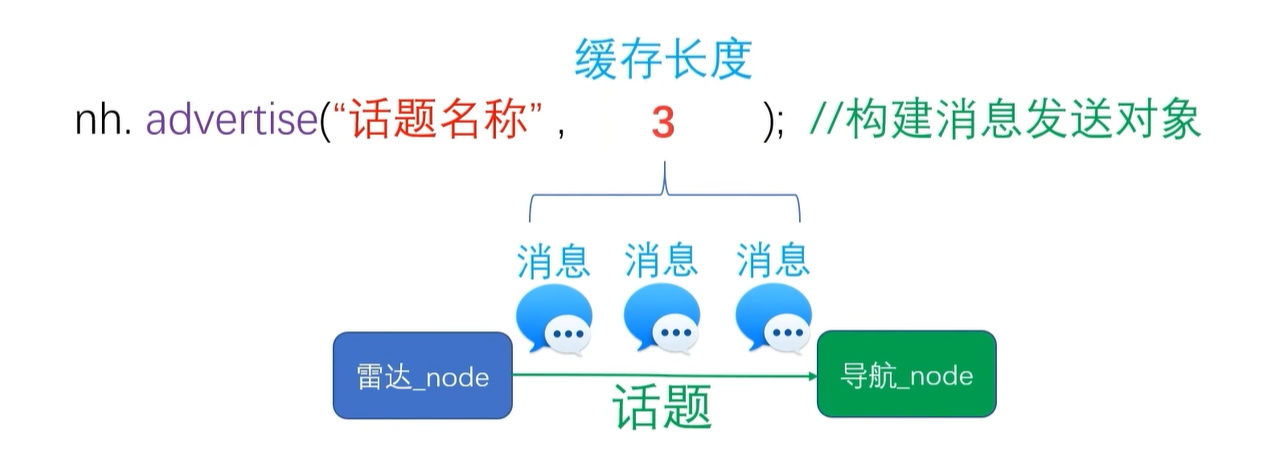 缓存长度
nh. advertise(“话题名称” , 3 ); //构建消息发送对象
消息 消息 消息
雷达_node 导航_node
话题